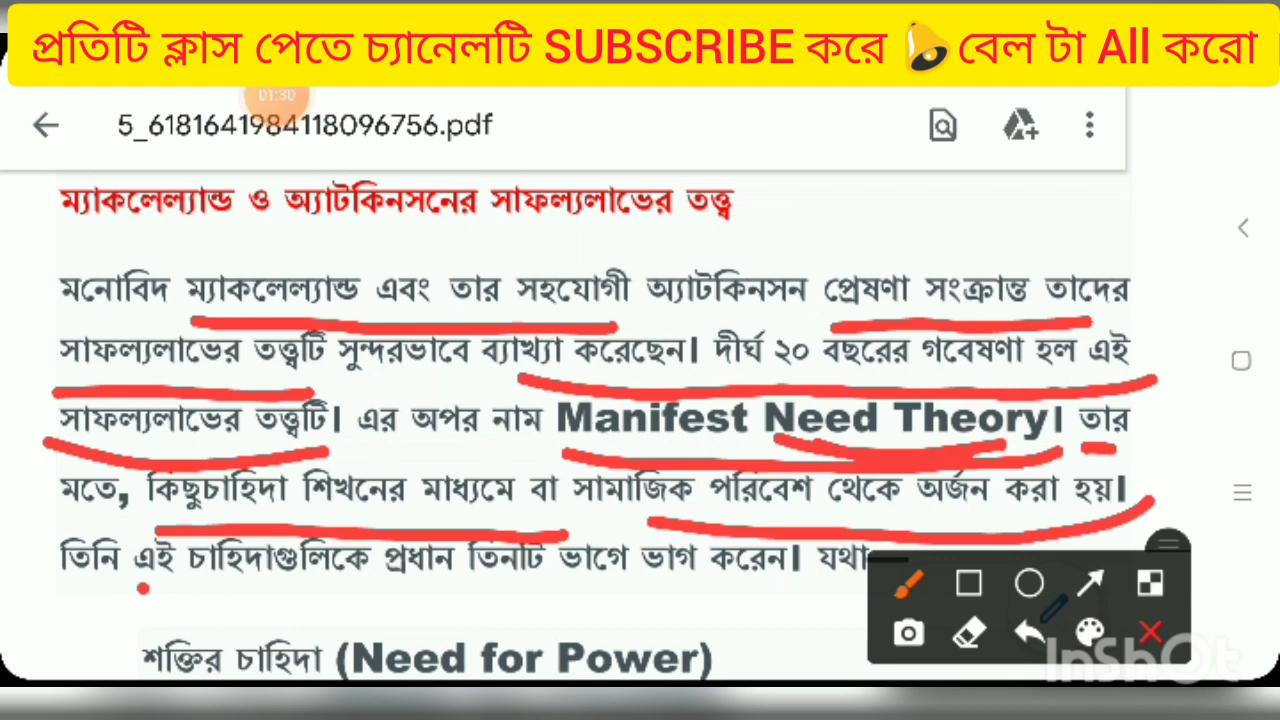 প্রতিটি ক্লাস পেতে চ্যানেলটি SUBSCRIBE করে 🔔 বেল টা All করো
01:30
5_6181641984118096756.pdf
ম্যাকলেল্যান্ড ও অ্যাটকিনসনের সাফল্যলাভের তত্ত্ব
মনোবিদ ম্যাকলেল্যান্ড এবং তার সহযোগী অ্যাটকিনসন প্রেষণা সংক্রান্ত তাদের
সাফল্যলাভের তত্ত্বটি সুন্দরভাবে ব্যাখ্যা করেছেন। দীর্ঘ ২০ বছরের গবেষণা হল এই
সাফল্যলাভের তত্ত্বটি। এর অপর নাম Manifest Need Theory। তার
মতে, কিছুচাহিদা শিখনের মাধ্যমে বা সামাজিক পরিবেশ থেকে অর্জন করা হয়।
তিনি এই চাহিদাগুলিকে প্রধান তিনটি ভাগে ভাগ করেন। যথা—
শক্তির চাহিদা (Need for Power)
InShOt